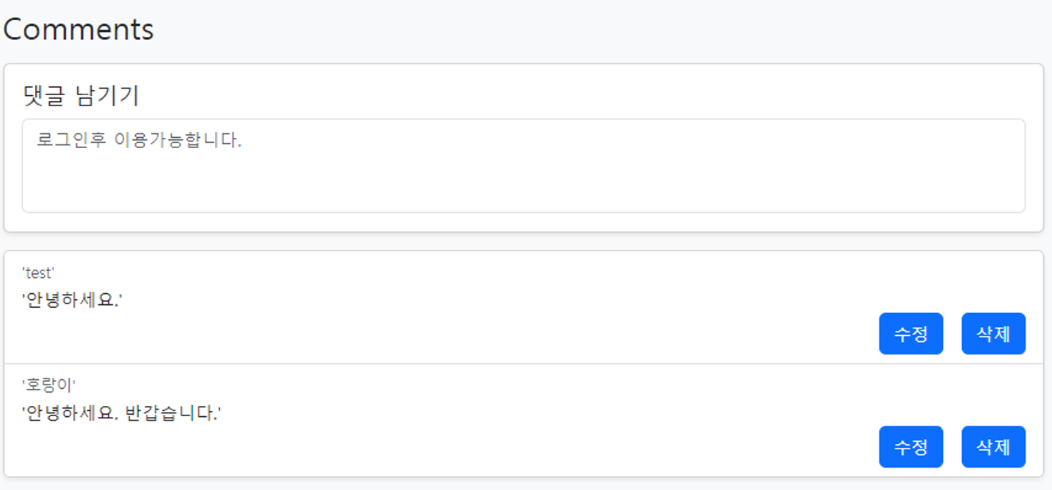 Comments
댓글 남기기
로그인후 이용가능합니다.
'test'
'안녕하세요.'
수정 삭제
'호랑이'
'안녕하세요. 반갑습니다.'
수정 삭제